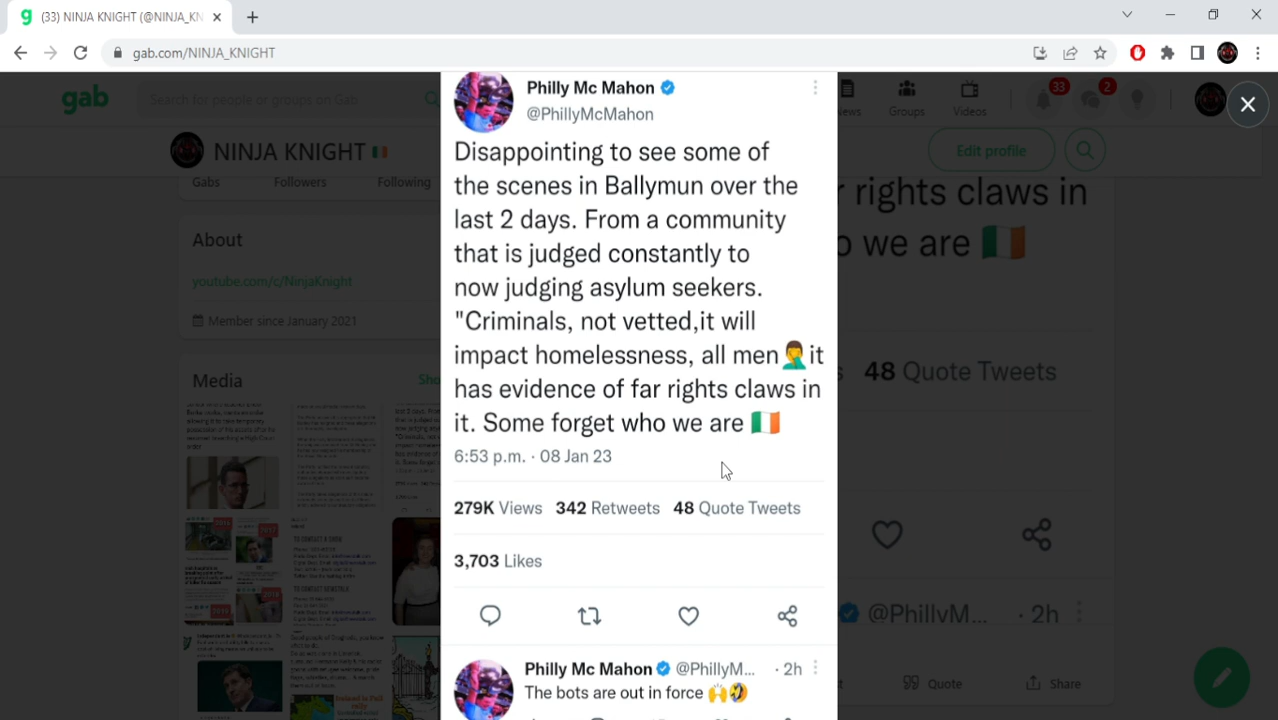 (33) NINJA KNIGHT (@NINJA_KN
gab.com/NINJA_KNIGHT
gab
Search for people or groups on Gab
Groups
Videos
33
2
NINJA KNIGHT 🇮🇪
Edit profile
Gabs
Followers
Following
About
youtube.com/c/NinjaKnight
Member since January 2021
Media
Philly Mc Mahon
@PhillyMcMahon
Disappointing to see some of
the scenes in Ballymun over the
last 2 days. From a community
that is judged constantly to
now judging asylum seekers.
"Criminals, not vetted,it will
impact homelessness, all men🤦‍♂️it
has evidence of far rights claws in
it. Some forget who we are 🇮🇪
6:53 p.m. · 08 Jan 23
279K Views 342 Retweets 48 Quote Tweets
3,703 Likes
Philly Mc Mahon @PhillyM... · 2h
The bots are out in force 🙌🤣
rights claws in
o we are 🇮🇪
48 Quote Tweets
@PhillyM... · 2h
Quote
Share